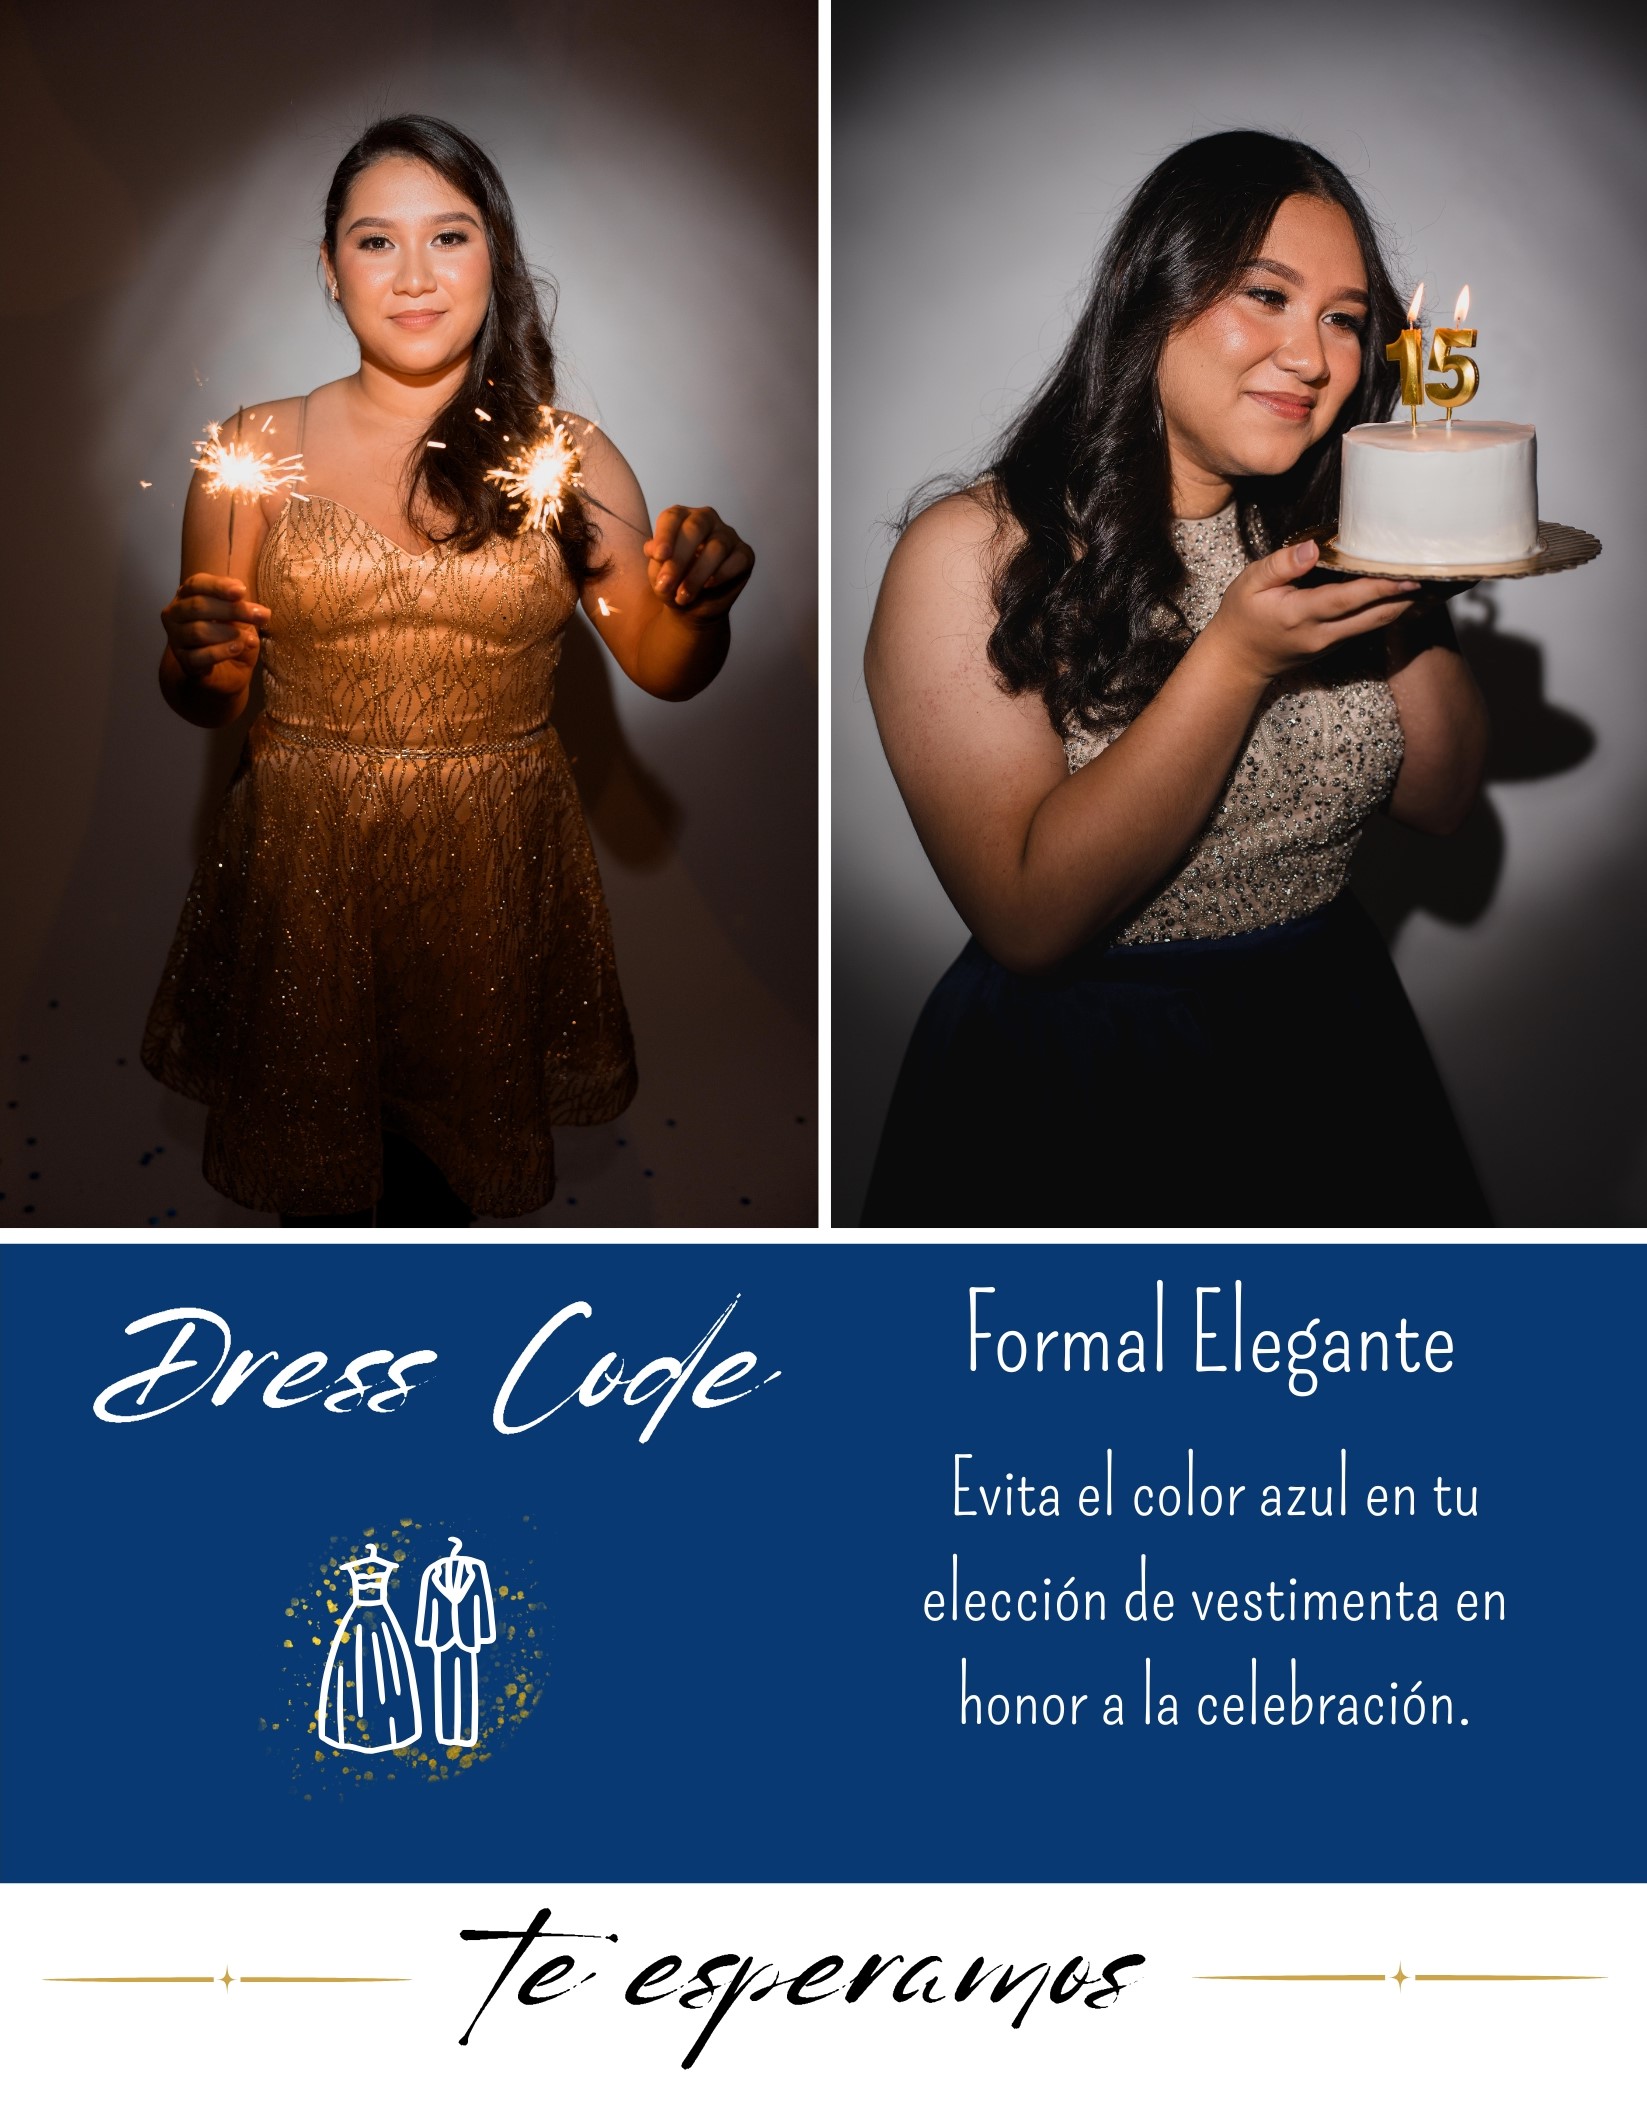 15
Dress Code
Formal Elegante
Evita el color azul en tu
elección de vestimenta en
honor a la celebración.
te esperamos